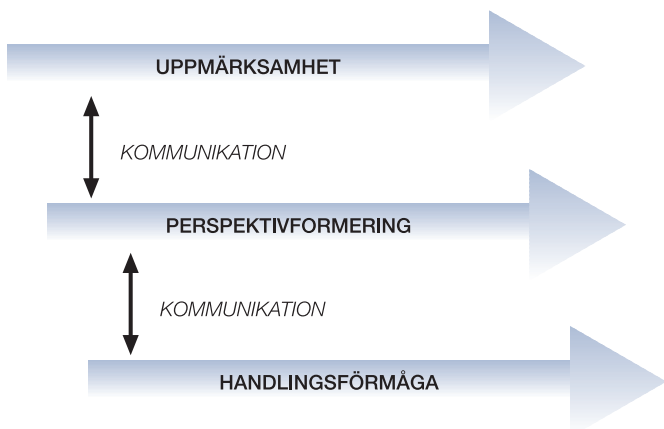 UPPMÄRKSAMHET
KOMMUNIKATION
PERSPEKTIVFORMERING
KOMMUNIKATION
HANDLINGSFÖRMÅGA